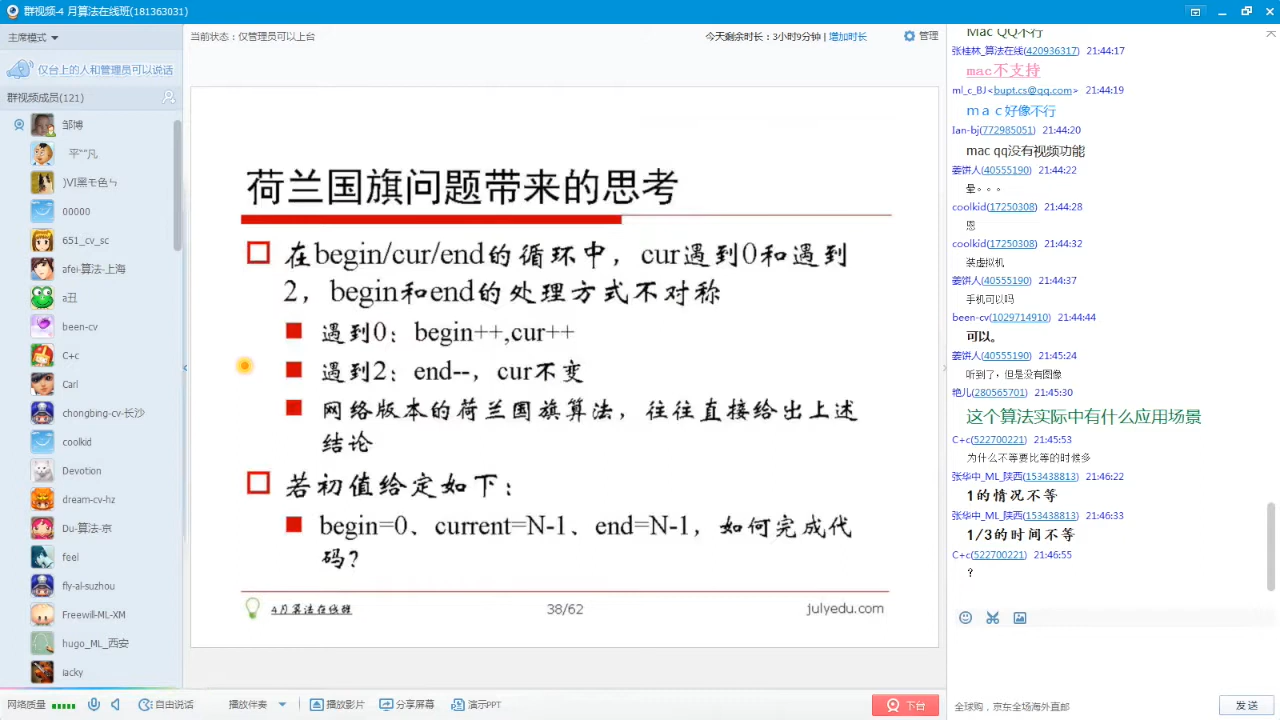 群视频-4 月算法在线班(181363031)
主席模式
仅台上的人和管理员可以说话
群视频成员(121)
邹博
00000
651_cv_sc
afei-算法-上海
a丑
been-cv
C+c
Carl
chongbing-cv-长沙
coolkid
Devotion
dream-cv-hz
Du-算法-京
feel
fly-al-suzhou
Freewill-ML-XM
hugo_ML_西安
当前状态：仅管理员可以上台
今天剩余时长：3小时9分钟 | 增加时长
管理
荷兰国旗问题带来的思考
在begin/cur/end的循环中，cur遇到0和遇到
2，begin和end的处理方式不对称
遇到0：begin++,cur++
遇到2：end--，cur不变
网络版本的荷兰国旗算法，往往直接给出上述
结论
若初值给定如下：
begin=0、current=N-1、end=N-1，如何完成代
码？
4月算法在线班
38/62
julyedu.com
Mac QQ不行
张桂林_算法在线(420936317) 21:44:17
mac不支持
ml_c_BJ<bupt.cs@qq.com> 21:44:19
m a c 好像不行
Ian-bj(772985051) 21:44:20
mac qq没有视频功能
姜饼人(40555190) 21:44:22
晕。。。
coolkid(17250308) 21:44:28
恩
coolkid(17250308) 21:44:32
装虚拟机
姜饼人(40555190) 21:44:37
手机可以吗
been-cv(1029714910) 21:44:44
可以。
姜饼人(40555190) 21:45:24
听到了，但是没有图像
艳儿(280565701) 21:45:30
这个算法实际中有什么应用场景
C+c(522700221) 21:45:53
为什么不等要比等的时候多
张华中_ML_陕西(153438813) 21:46:22
1的情况不等
张华中_ML_陕西(153438813) 21:46:33
1/3的时间不等
C+c(522700221) 21:46:55
?
网络质量
自由说话
播放伴奏
播放影片
分享屏幕
演示PPT
下台
全球购，京东全场海外直邮
发送